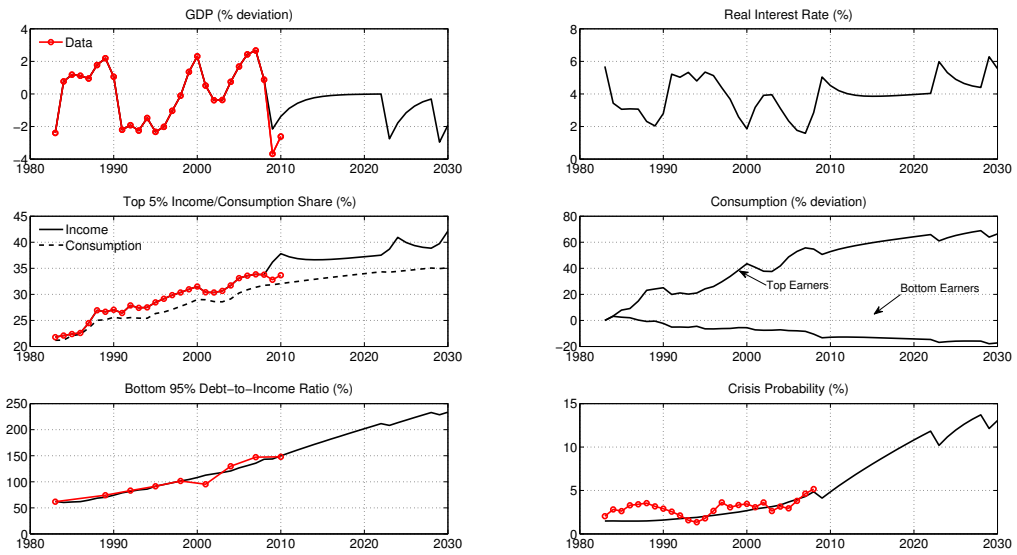 GDP (% deviation)
4
2
0
−2
−4
Data
1980 1990 2000 2010 2020 2030
Real Interest Rate (%)
8
6
4
2
0
1980 1990 2000 2010 2020 2030
Top 5% Income/Consumption Share (%)
45
40
35
30
25
20
Income
Consumption
1980 1990 2000 2010 2020 2030
Consumption (% deviation)
80
60
40
20
0
−20
Top Earners
Bottom Earners
1980 1990 2000 2010 2020 2030
Bottom 95% Debt−to−Income Ratio (%)
250
200
150
100
50
0
1980 1990 2000 2010 2020 2030
Crisis Probability (%)
15
10
5
0
1980 1990 2000 2010 2020 2030